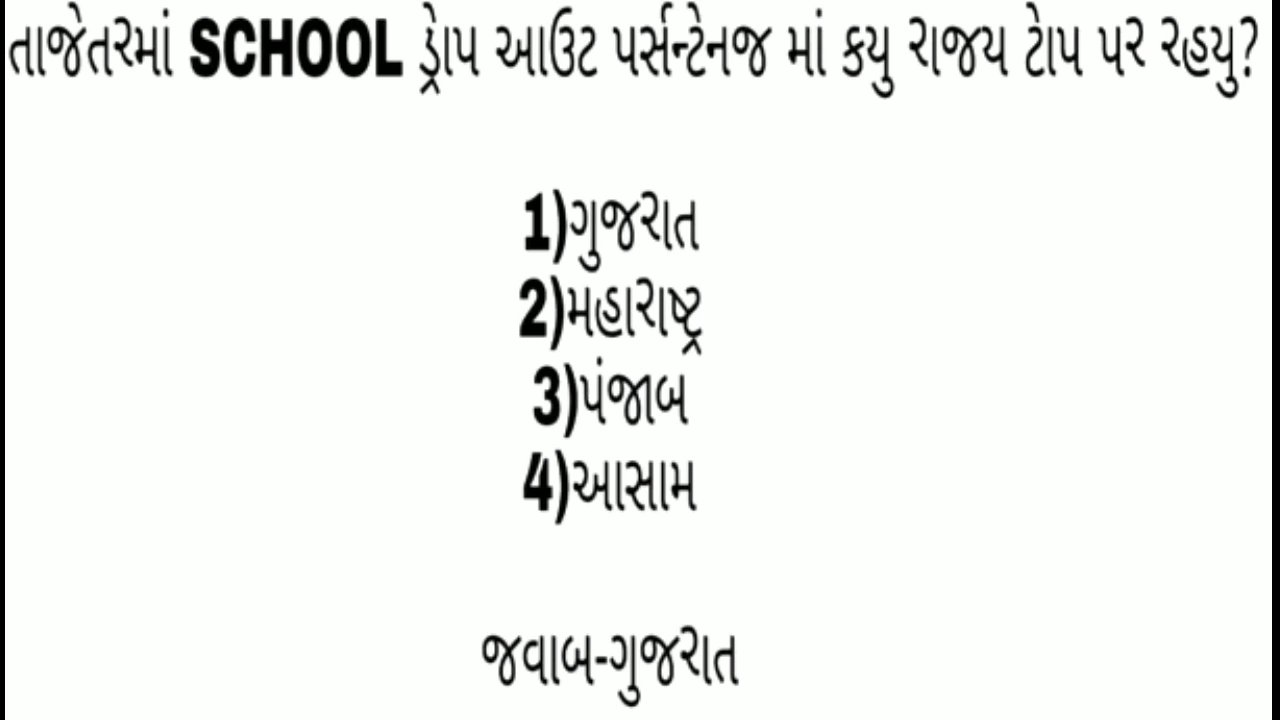 તાજેતરમાં SCHOOL ડ્રોપ આઉટ પર્સન્ટેનજ માં કયુ રાજય ટોપ પર રહયુ?
1)ગુજરાત
2)મહારાષ્ટ્ર
3)પંજાબ
4)આસામ
જવાબ-ગુજરાત